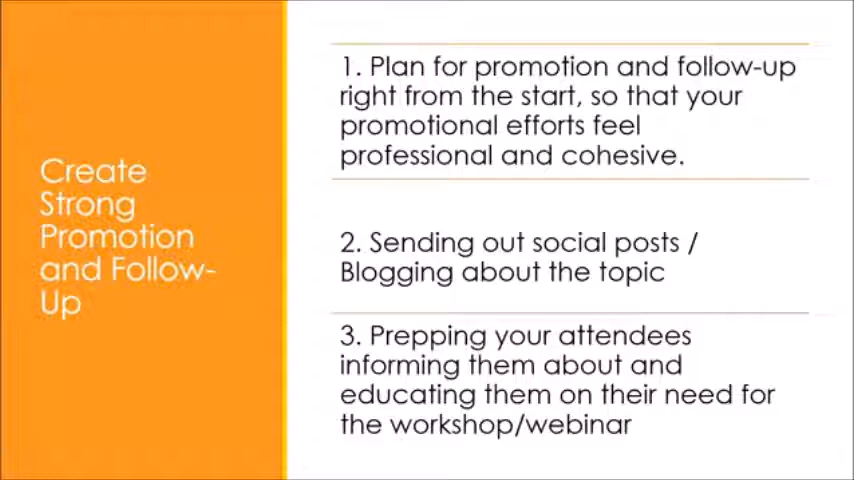 Create
Strong
Promotion
and Follow-
Up
1. Plan for promotion and follow-up
right from the start, so that your
promotional efforts feel
professional and cohesive.
2. Sending out social posts /
Blogging about the topic
3. Prepping your attendees
informing them about and
educating them on their need for
the workshop/webinar